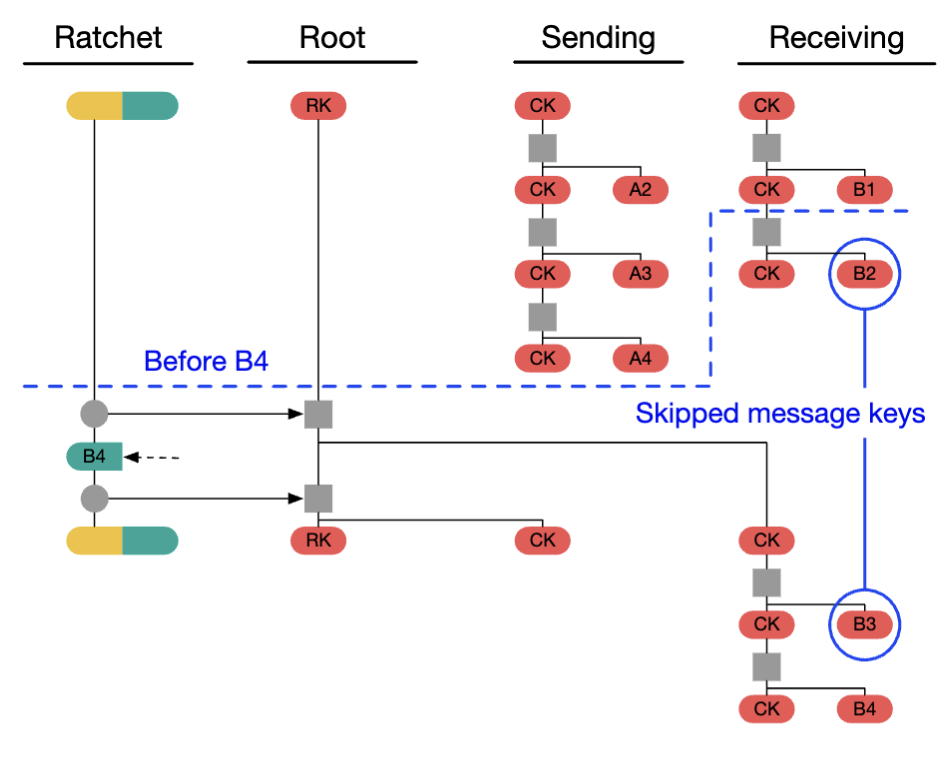 Ratchet Root Sending Receiving
RK CK CK
CK A2 CK B1
CK A3 CK B2
CK A4
Before B4
Skipped message keys
B4
RK CK CK
CK B3
CK B4